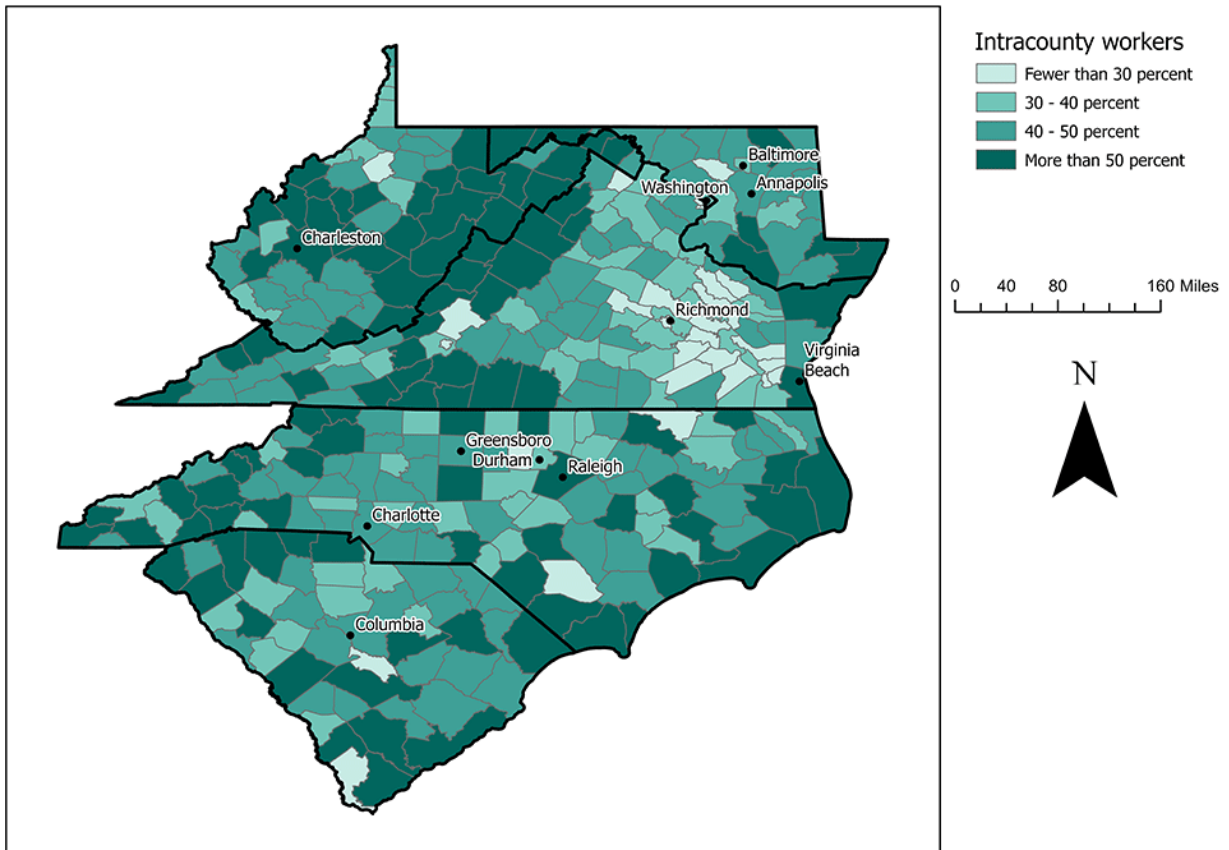 Intracounty workers
Fewer than 30 percent
30 - 40 percent
40 - 50 percent
More than 50 percent
Baltimore
Washington
Annapolis
Charleston
0 40 80 160 Miles
Richmond
Virginia
Beach
N
Greensboro
Durham
Raleigh
Charlotte
Columbia